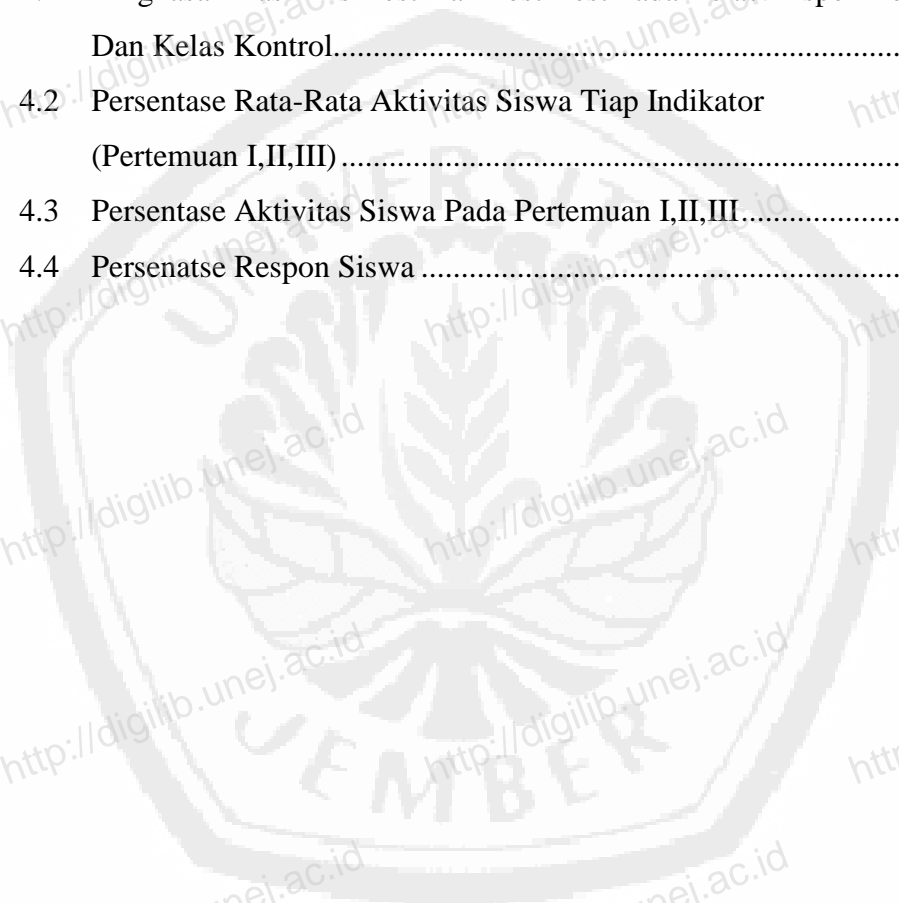 Dan Kelas Kontrol
4.2 Persentase Rata-Rata Aktivitas Siswa Tiap Indikator
(Pertemuan I,II,III)
4.3 Persentase Aktivitas Siswa Pada Pertemuan I,II,III
4.4 Persenatse Respon Siswa
UNIVERSITAS
JEMBER
http://digilib.unej.ac.id
http://digilib.unej.ac.id
http://digilib.unej.ac.id
http://digilib.unej.ac.id
http://digilib.unej.ac.id
http://digilib.unej.ac.id
http://digilib.unej.ac.id
http://digilib.unej.ac.id